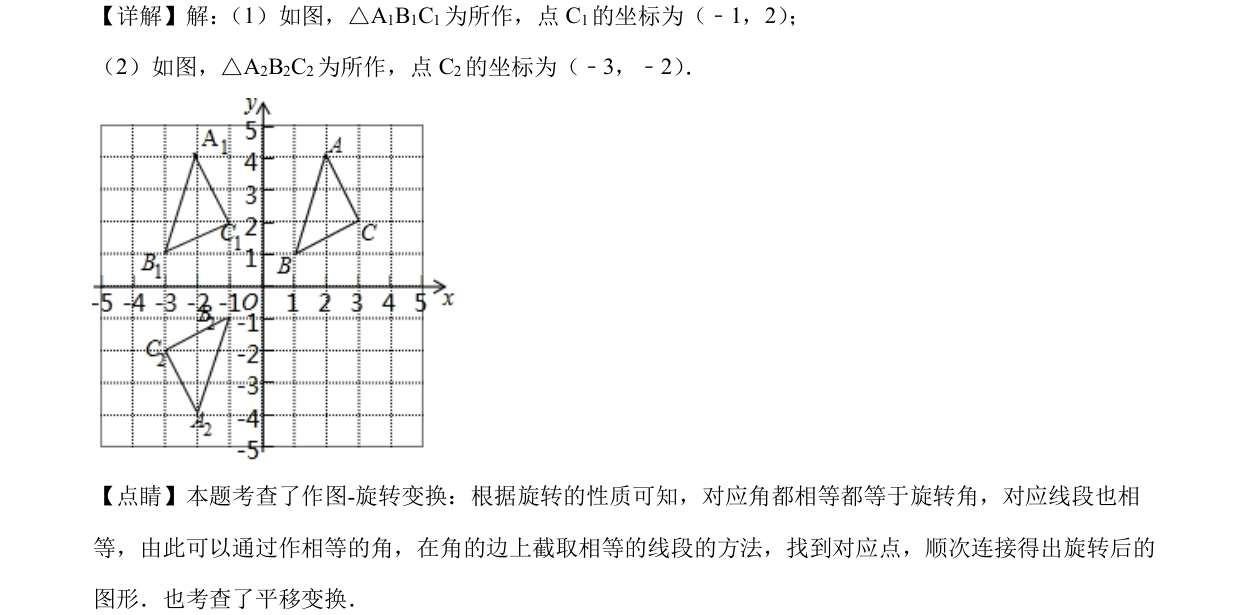 【详解】解：（1）如图，△A₁B₁C₁为所作，点 C₁的坐标为（﹣1，2）；
（2）如图，△A₂B₂C₂为所作，点 C₂的坐标为（﹣3，﹣2）．
y
5
A₁
A
4
3
2
C₁
C
1
B₁
B
-5 -4 -3 -2 -1 O 1 2 3 4 5 x
B₂
-1
C₂
-2
-3
-4
A₂
-5
【点睛】本题考查了作图-旋转变换：根据旋转的性质可知，对应角都相等都等于旋转角，对应线段也相
等，由此可以通过作相等的角，在角的边上截取相等的线段的方法，找到对应点，顺次连接得出旋转后的
图形．也考查了平移变换．